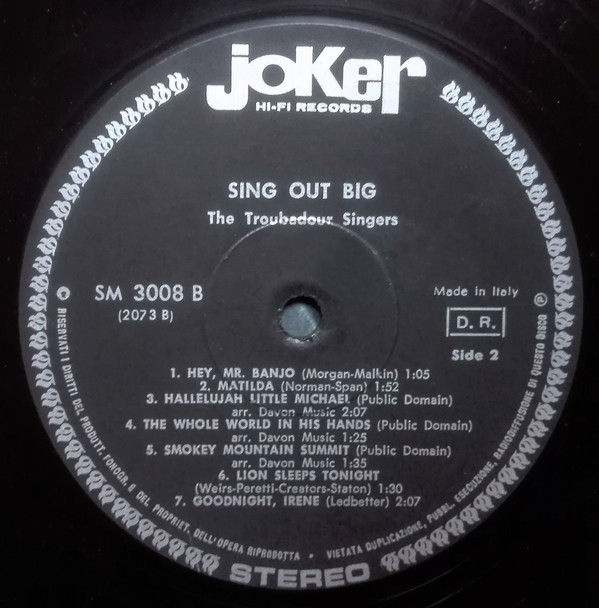 joKer
HI-FI RECORDS
SING OUT BIG
The Troubadour Singers
SM 3008 B
(2073 B)
Made in Italy
D. R.
Side 2
1. HEY, MR. BANJO (Morgan-Malkin) 1:05
2. MATILDA (Norman-Span) 1:52
3. HALLELUJAH LITTLE MICHAEL (Public Domain)
arr. Davon Music 2:07
4. THE WHOLE WORLD IN HIS HANDS (Public Domain)
arr. Davon Music 1:25
5. SMOKEY MOUNTAIN SUMMIT (Public Domain)
arr. Davon Music 1:35
6. LION SLEEPS TONIGHT
(Weirs-Peretti-Creators-Staton) 1:30
7. GOODNIGHT, IRENE (Ledbetter) 2:07
RISERVATI I DIRITTI DEL PRODUTT. FONOGR. E DEL PROPRIET. DELL'OPERA RIPRODOTTA • VIETATA DUPLICAZIONE, PUBBL. ESECUZIONE, RADIODIFFUSIONE DI QUESTO DISCO ℗
STEREO